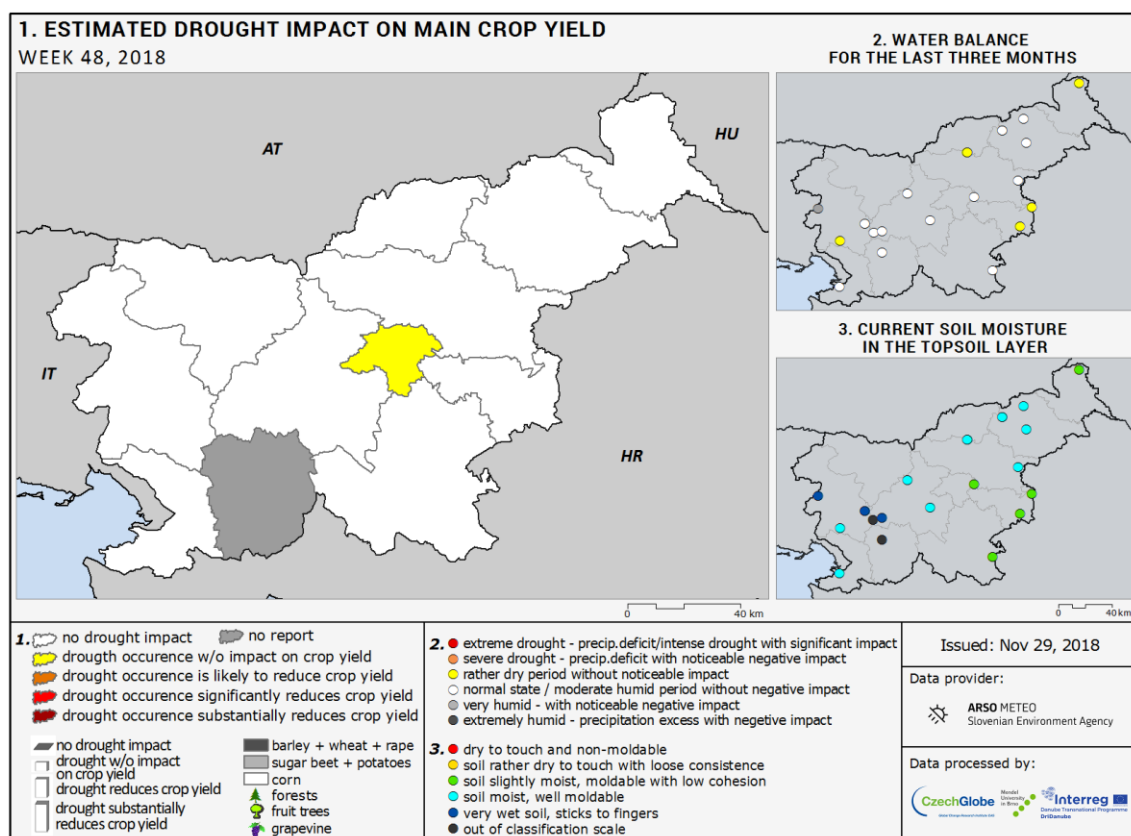 1. ESTIMATED DROUGHT IMPACT ON MAIN CROP YIELD
WEEK 48, 2018
AT
HU
IT
HR
0 40 km
2. WATER BALANCE
FOR THE LAST THREE MONTHS
3. CURRENT SOIL MOISTURE
IN THE TOPSOIL LAYER
0 40 km
1. no drought impact no report
drougth occurence w/o impact on crop yield
drought occurence is likely to reduce crop yield
drought occurence significantly reduces crop yield
drought occurence substantially reduces crop yield
no drought impact
drought w/o impact
on crop yield
drought reduces crop yield
drought substantially
reduces crop yield
barley + wheat + rape
sugar beet + potatoes
corn
forests
fruit trees
grapevine
2. extreme drought - precip.deficit/intense drought with significant impact
severe drought - precip.deficit with noticeable negative impact
rather dry period without noticeable impact
normal state / moderate humid period without negative impact
very humid - with noticeable negative impact
extremely humid - precipitation excess with negative impact
3. dry to touch and non-moldable
soil rather dry to touch with loose consistence
soil slightly moist, moldable with low cohesion
soil moist, well moldable
very wet soil, sticks to fingers
out of classification scale
Issued: Nov 29, 2018
Data provider:
ARSO METEO
Slovenian Environment Agency
Data processed by:
CzechGlobe
Mendel
University
in Brno
Interreg
Danube Transnational Programme
DriDanube